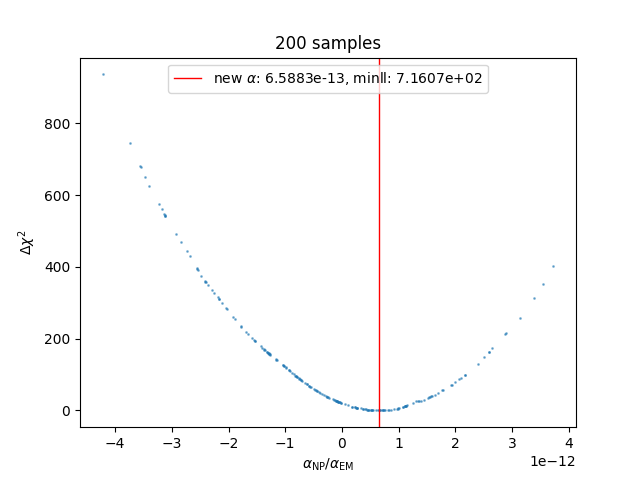 200 samples
new α: 6.5883e-13, minll: 7.1607e+02
Δχ²
800
600
400
200
0
−4 −3 −2 −1 0 1 2 3 4
1e−12
α_NP/α_EM